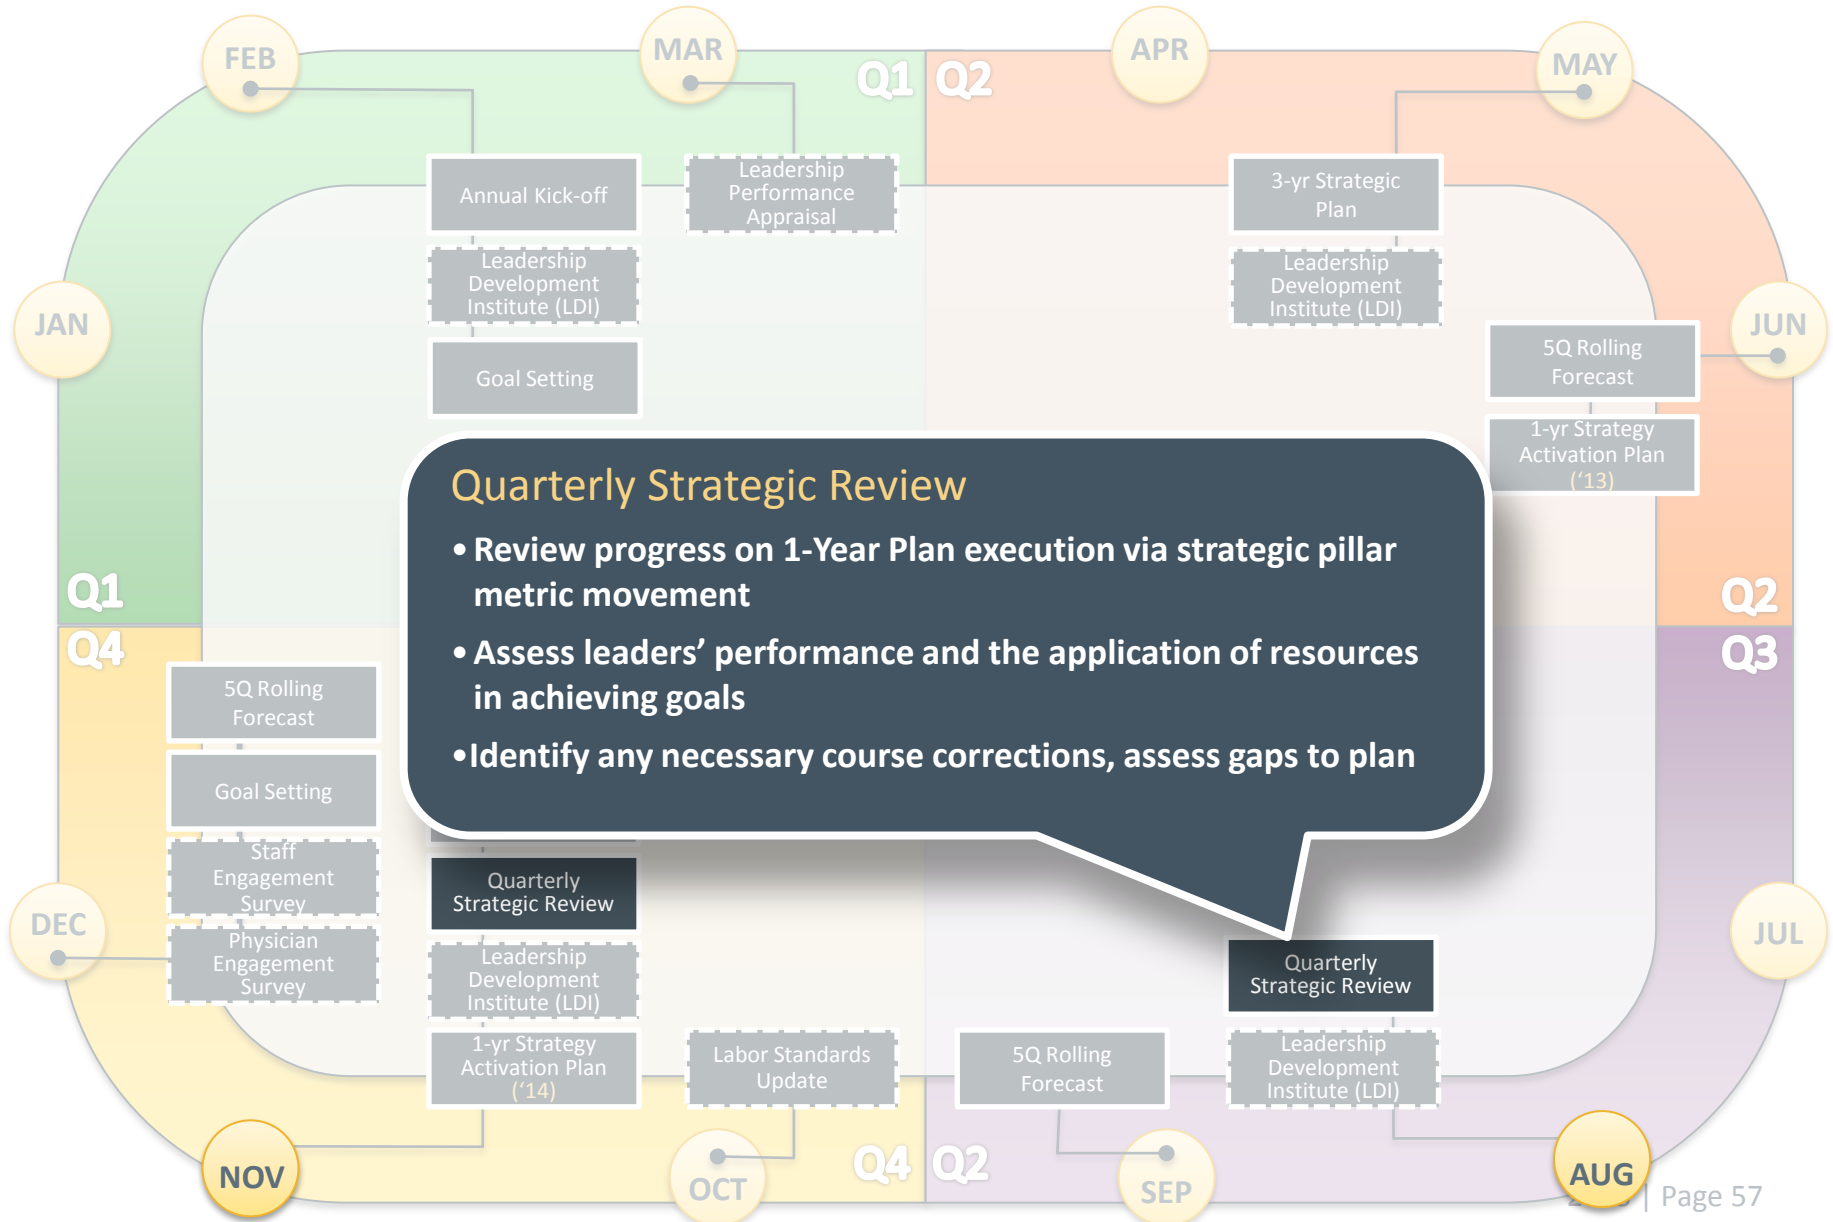 FEB
MAR
Q1
Q2
APR
MAY
Annual Kick-off
Leadership
Performance
Appraisal
3-yr Strategic
Plan
Leadership
Development
Institute (LDI)
Leadership
Development
Institute (LDI)
JAN
JUN
Goal Setting
5Q Rolling
Forecast
1-yr Strategy
Activation Plan
(‘13)
Quarterly Strategic Review
• Review progress on 1-Year Plan execution via strategic pillar
metric movement
• Assess leaders’ performance and the application of resources
in achieving goals
•Identify any necessary course corrections, assess gaps to plan
Q1
Q2
Q4
Q3
5Q Rolling
Forecast
Goal Setting
Staff
Engagement
Survey
Physician
Engagement
Survey
DEC
Quarterly
Strategic Review
Leadership
Development
Institute (LDI)
1-yr Strategy
Activation Plan
(‘14)
Labor Standards
Update
5Q Rolling
Forecast
Quarterly
Strategic Review
Leadership
Development
Institute (LDI)
JUL
NOV
OCT
Q4
Q2
SEP
AUG
| Page 57